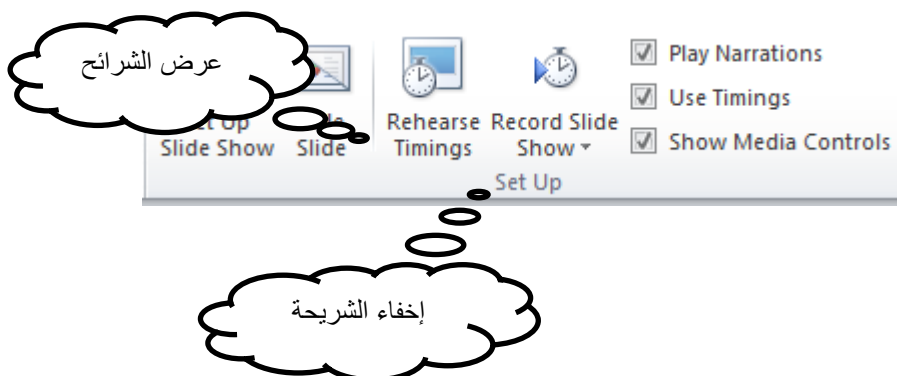 عرض الشرائح
Play Narrations
Use Timings
Show Media Controls
Slide Show
Slide
Rehearse
Timings
Record Slide
Show
Set Up
إخفاء الشريحة